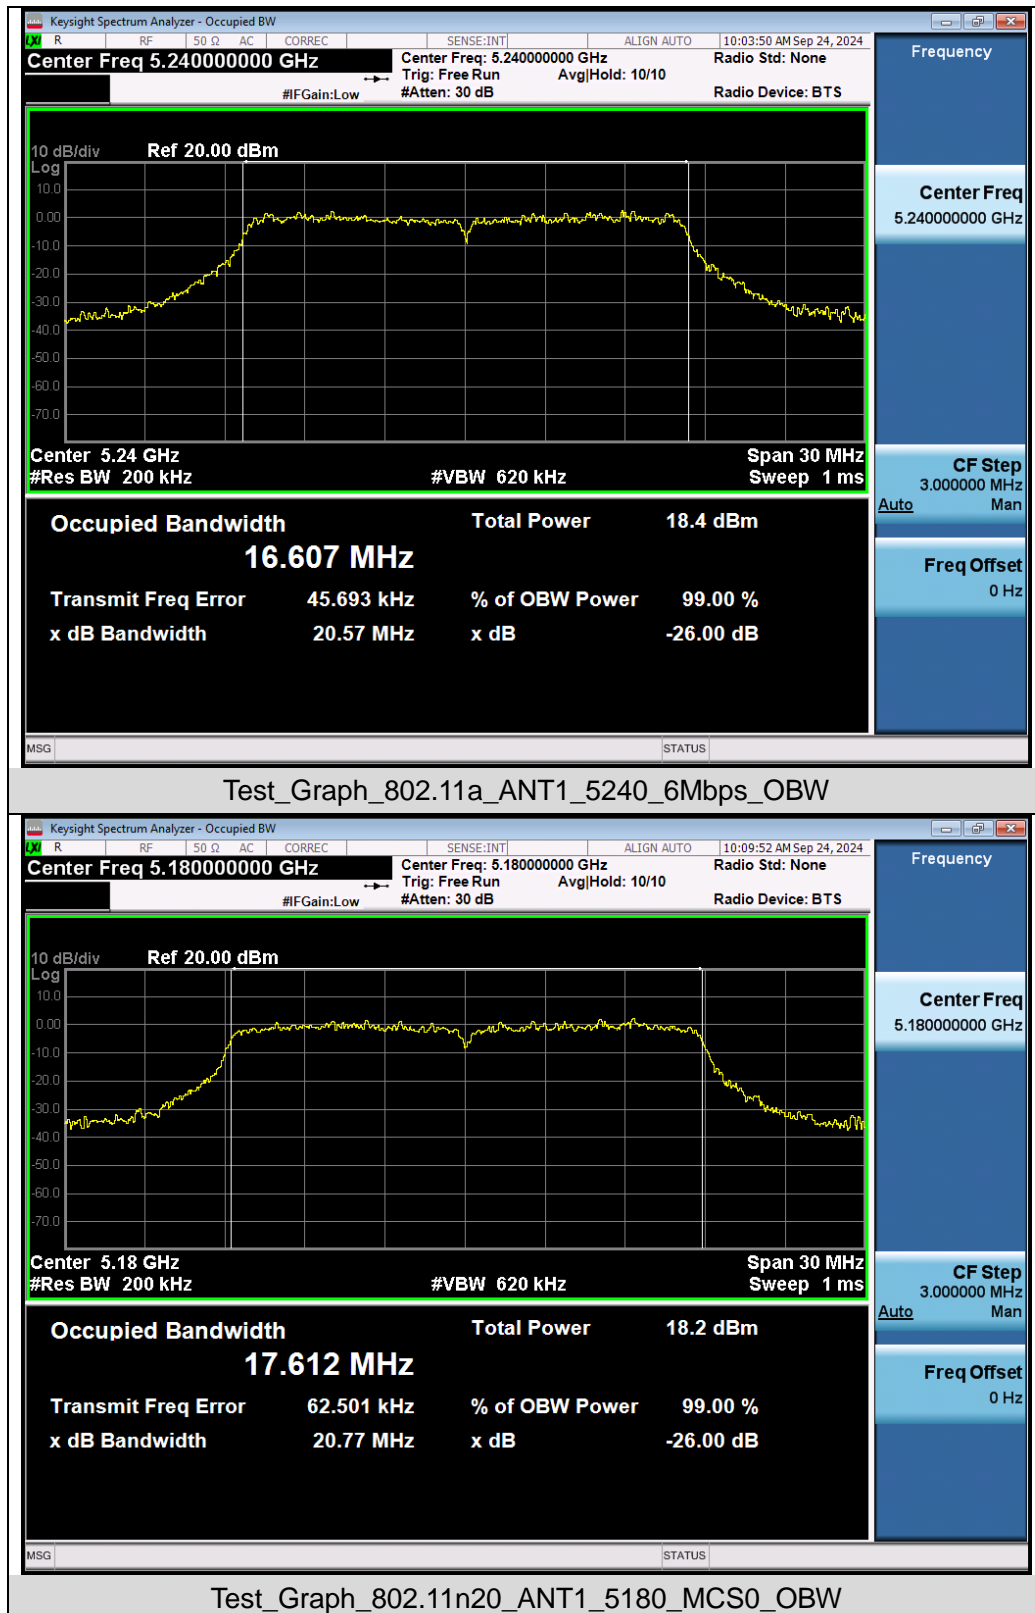 Keysight Spectrum Analyzer - Occupied BW
LXI R RF 50 Ω AC CORREC SENSE:INT ALIGN AUTO 10:03:50 AM Sep 24, 2024
Center Freq 5.240000000 GHz
Center Freq: 5.240000000 GHz
Radio Std: None
Trig: Free Run Avg|Hold: 10/10
#IFGain:Low
#Atten: 30 dB
Radio Device: BTS
Frequency
10 dB/div Ref 20.00 dBm
Log
10.0
0.00
-10.0
-20.0
-30.0
-40.0
-50.0
-60.0
-70.0
Center Freq
5.240000000 GHz
Center 5.24 GHz Span 30 MHz
#Res BW 200 kHz #VBW 620 kHz Sweep 1 ms
CF Step
3.000000 MHz
Auto Man
Occupied Bandwidth Total Power 18.4 dBm
16.607 MHz
Transmit Freq Error 45.693 kHz % of OBW Power 99.00 %
x dB Bandwidth 20.57 MHz x dB -26.00 dB
Freq Offset
0 Hz
MSG STATUS
Test_Graph_802.11a_ANT1_5240_6Mbps_OBW
Keysight Spectrum Analyzer - Occupied BW
LXI R RF 50 Ω AC CORREC SENSE:INT ALIGN AUTO 10:09:52 AM Sep 24, 2024
Center Freq 5.180000000 GHz
Center Freq: 5.180000000 GHz
Radio Std: None
Trig: Free Run Avg|Hold: 10/10
#IFGain:Low
#Atten: 30 dB
Radio Device: BTS
Frequency
10 dB/div Ref 20.00 dBm
Log
10.0
0.00
-10.0
-20.0
-30.0
-40.0
-50.0
-60.0
-70.0
Center Freq
5.180000000 GHz
Center 5.18 GHz Span 30 MHz
#Res BW 200 kHz #VBW 620 kHz Sweep 1 ms
CF Step
3.000000 MHz
Auto Man
Occupied Bandwidth Total Power 18.2 dBm
17.612 MHz
Transmit Freq Error 62.501 kHz % of OBW Power 99.00 %
x dB Bandwidth 20.77 MHz x dB -26.00 dB
Freq Offset
0 Hz
MSG STATUS
Test_Graph_802.11n20_ANT1_5180_MCS0_OBW